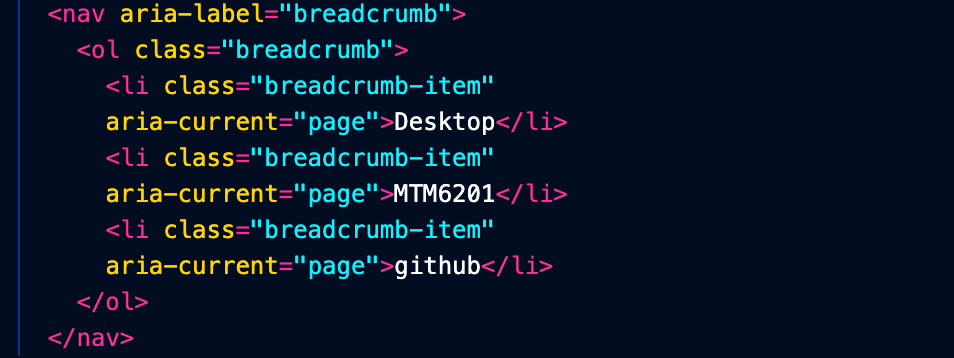 <nav aria-label="breadcrumb">
<ol class="breadcrumb">
<li class="breadcrumb-item"
aria-current="page">Desktop</li>
<li class="breadcrumb-item"
aria-current="page">MTM6201</li>
<li class="breadcrumb-item"
aria-current="page">github</li>
</ol>
</nav>